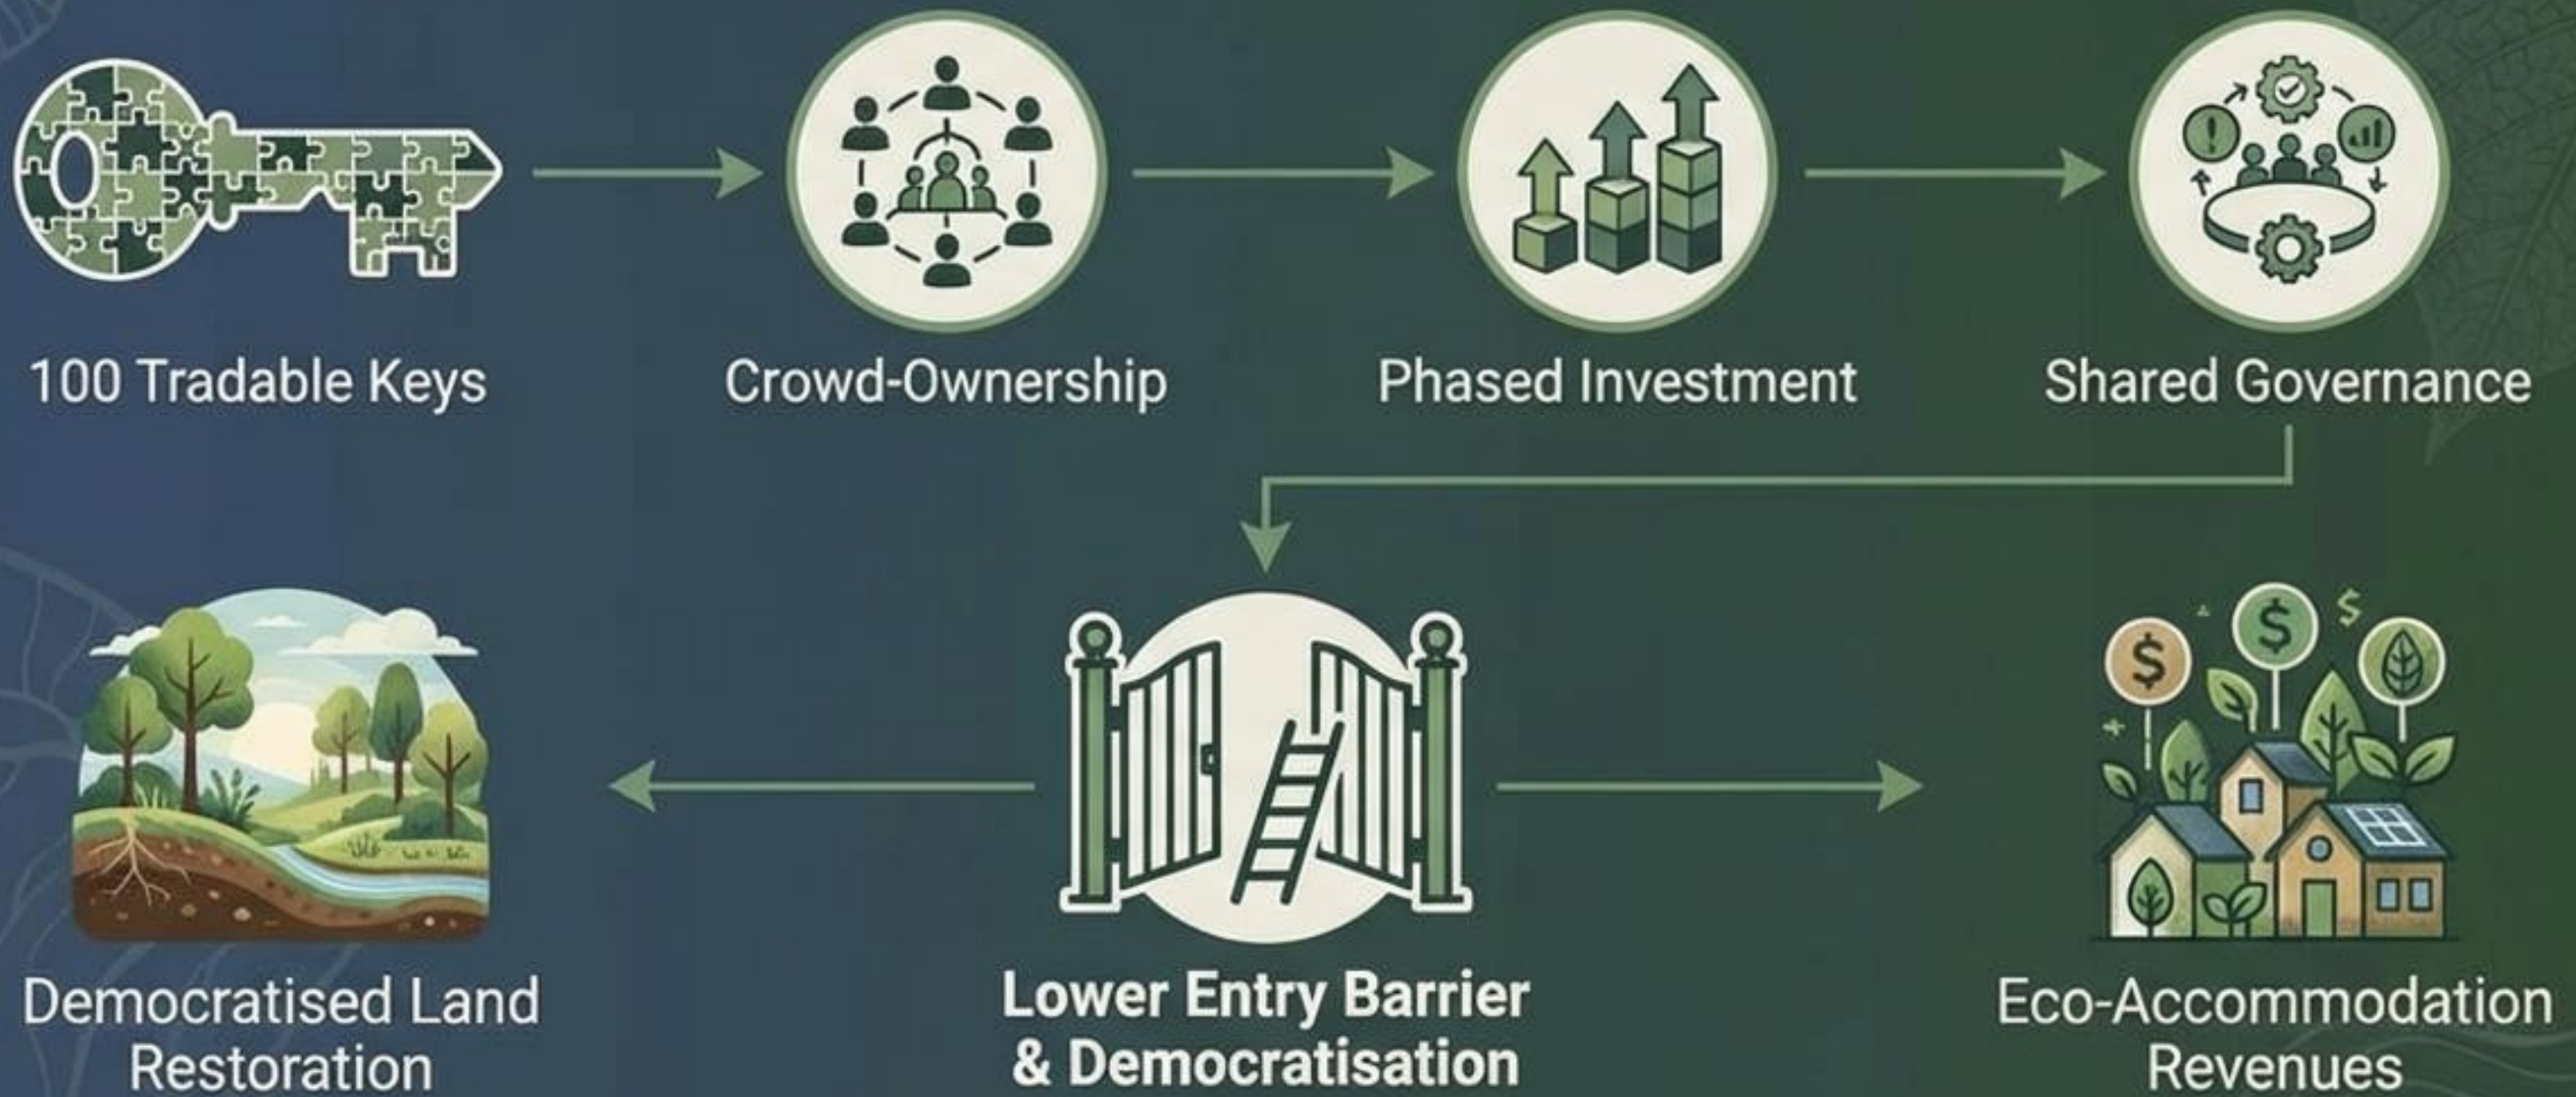 100 Tradable Keys
Crowd-Ownership
Phased Investment
Shared Governance
Democratised Land
Restoration
Lower Entry Barrier
& Democratisation
Eco-Accommodation
Revenues